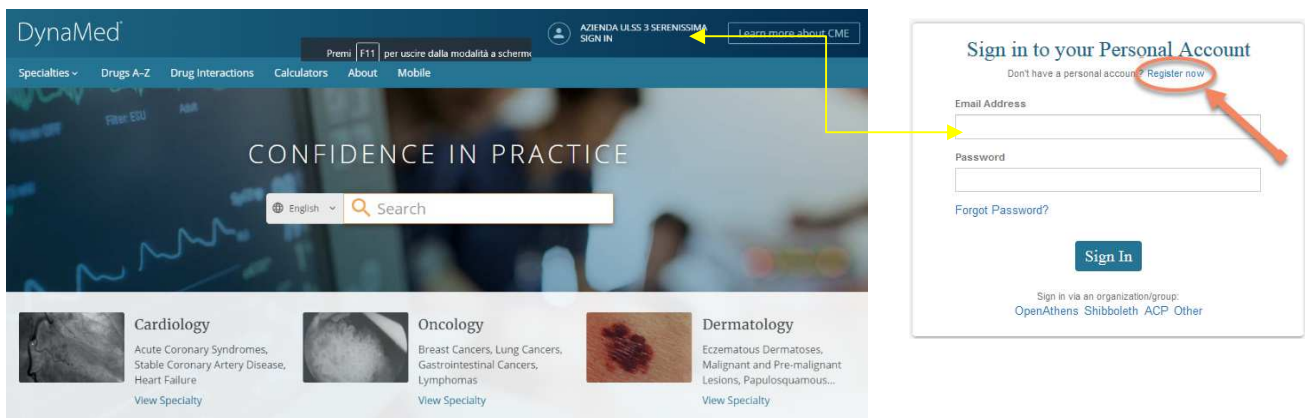 DynaMed
AZIENDA ULSS 3 SERENISSIMA
SIGN IN
Learn more about CME
Premi F11 per uscire dalla modalità a scherm
Specialties
Drugs A-Z
Drug Interactions
Calculators
About
Mobile
Filter ESU
CONFIDENCE IN PRACTICE
English
Search
Cardiology
Acute Coronary Syndromes,
Stable Coronary Artery Disease,
Heart Failure
View Specialty
Oncology
Breast Cancers, Lung Cancers,
Gastrointestinal Cancers,
Lymphomas
View Specialty
Dermatology
Eczematous Dermatoses,
Malignant and Pre-malignant
Lesions, Papulosquamous...
View Specialty
Sign in to your Personal Account
Don't have a personal account? Register now
Email Address
Password
Forgot Password?
Sign In
Sign in via an organization/group:
OpenAthens Shibboleth ACP Other